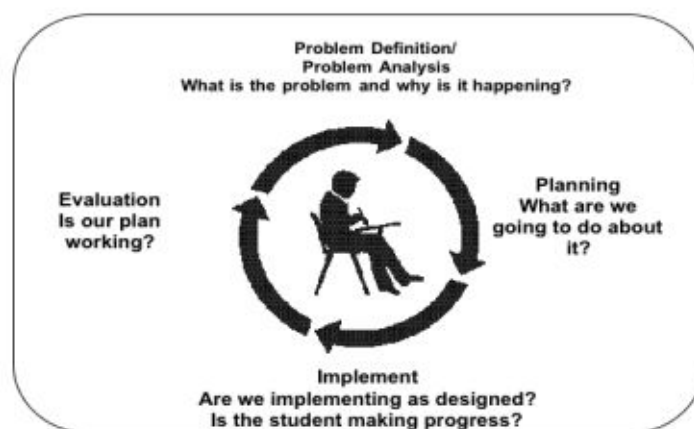 Problem Definition/
Problem Analysis
What is the problem and why is it happening?
Planning
What are we
going to do about
it?
Implement
Are we implementing as designed?
Is the student making progress?
Evaluation
Is our plan
working?